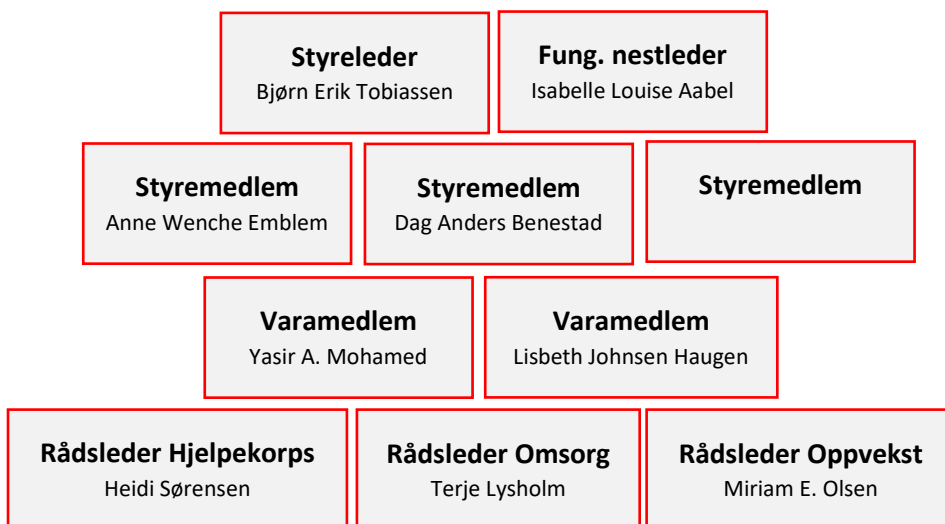 Styreleder
Bjørn Erik Tobiassen
Fung. nestleder
Isabelle Louise Aabel
Styremedlem
Anne Wenche Emblem
Styremedlem
Dag Anders Benestad
Styremedlem
Varamedlem
Yasir A. Mohamed
Varamedlem
Lisbeth Johnsen Haugen
Rådsleder Hjelpekorps
Heidi Sørensen
Rådsleder Omsorg
Terje Lysholm
Rådsleder Oppvekst
Miriam E. Olsen